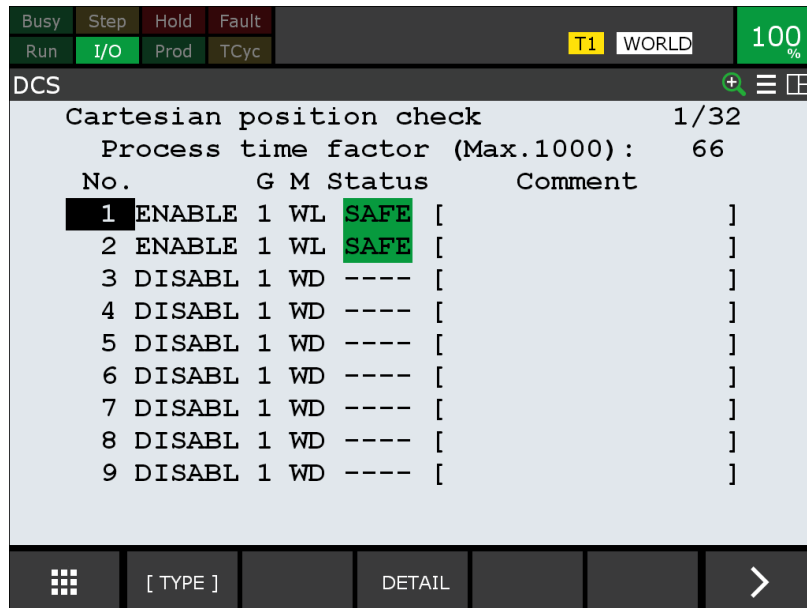 Busy Step Hold Fault
Run I/O Prod TCyc
T1 WORLD
100
%
DCS
Cartesian position check 1/32
Process time factor (Max.1000): 66
No. G M Status Comment
1 ENABLE 1 WL SAFE [ ]
2 ENABLE 1 WL SAFE [ ]
3 DISABL 1 WD ---- [ ]
4 DISABL 1 WD ---- [ ]
5 DISABL 1 WD ---- [ ]
6 DISABL 1 WD ---- [ ]
7 DISABL 1 WD ---- [ ]
8 DISABL 1 WD ---- [ ]
9 DISABL 1 WD ---- [ ]
[ TYPE ] DETAIL